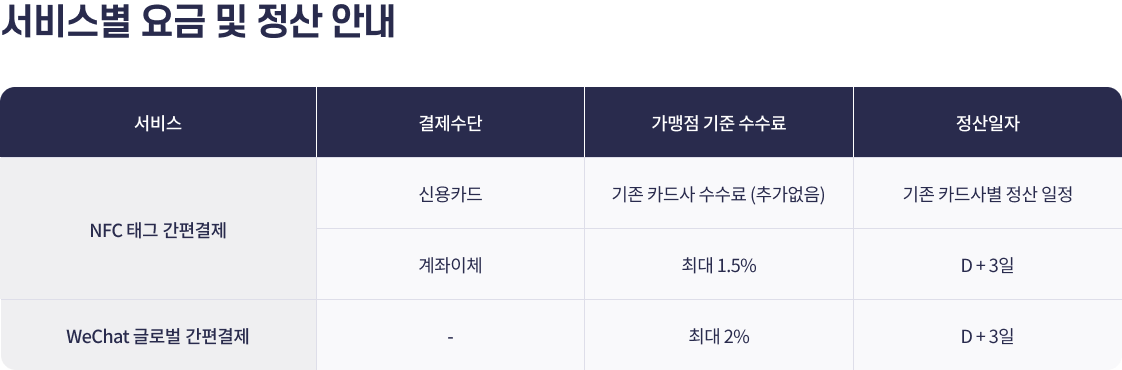 서비스별 요금 및 정산 안내
서비스 결제수단 가맹점 기준 수수료 정산일자
NFC 태그 간편결제
신용카드 기존 카드사 수수료 (추가없음) 기존 카드사별 정산 일정
계좌이체 최대 1.5% D + 3일
WeChat 글로벌 간편결제 - 최대 2% D + 3일